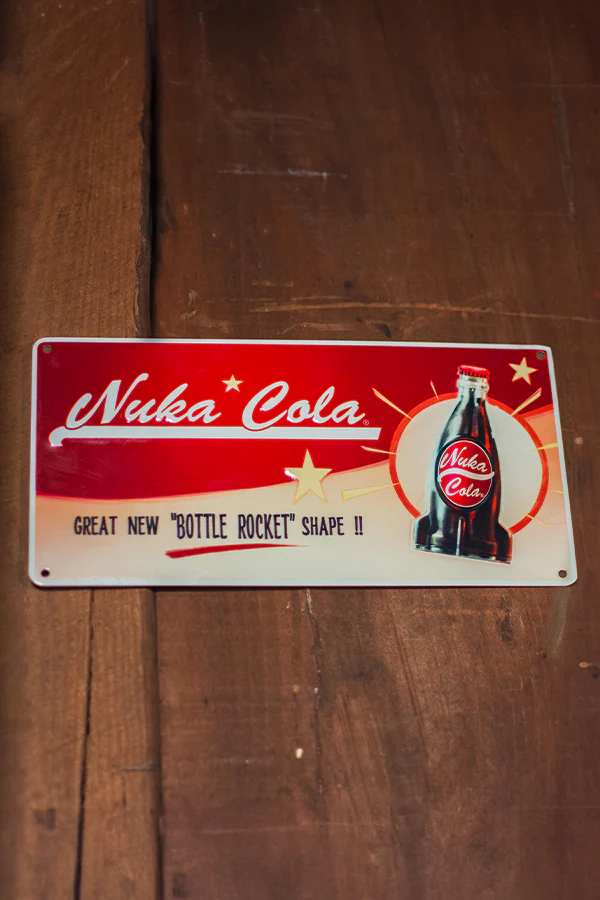 Nuka Cola®
GREAT NEW "BOTTLE ROCKET" SHAPE !!
Nuka
Cola